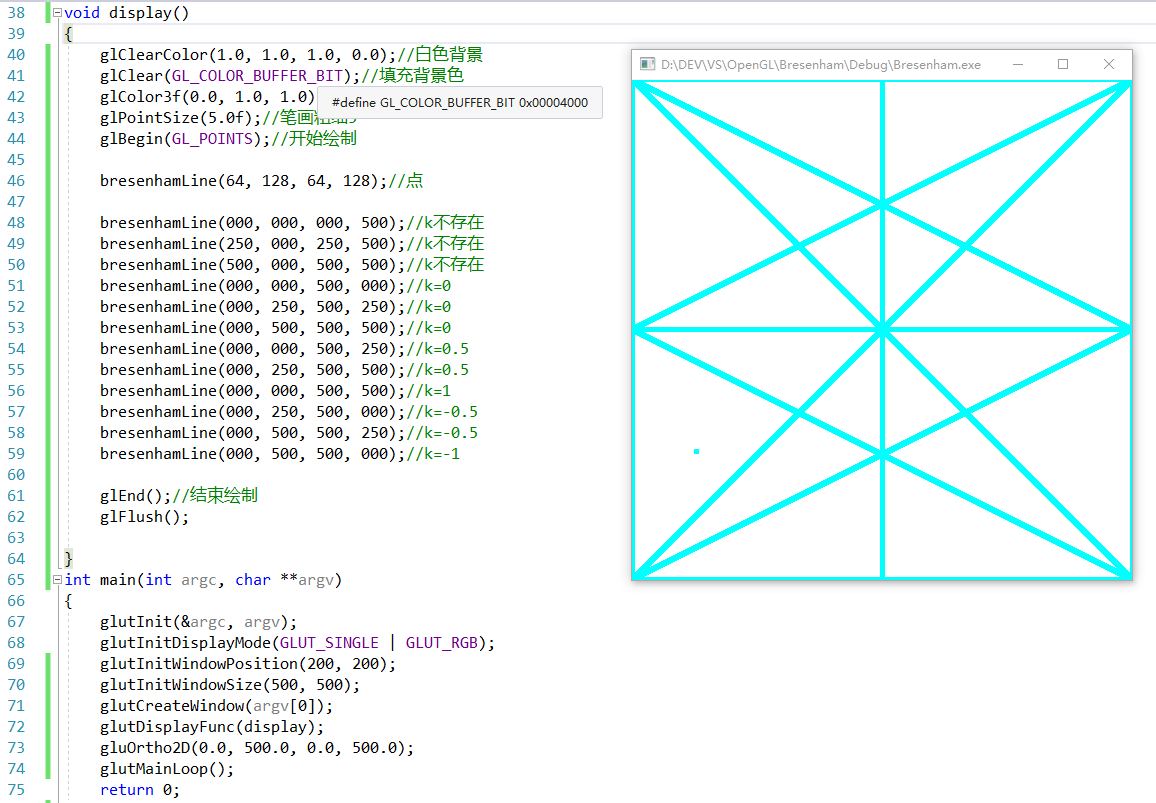 38 void display()
39 {
40 glClearColor(1.0, 1.0, 1.0, 0.0);//白色背景
41 glClear(GL_COLOR_BUFFER_BIT);//填充背景色
42 glColor3f(0.0, 1.0, 1.0)
#define GL_COLOR_BUFFER_BIT 0x00004000
43 glPointSize(5.0f);//笔画
44 glBegin(GL_POINTS);//开始绘制
45
46 bresenhamLine(64, 128, 64, 128);//点
47
48 bresenhamLine(000, 000, 000, 500);//k不存在
49 bresenhamLine(250, 000, 250, 500);//k不存在
50 bresenhamLine(500, 000, 500, 500);//k不存在
51 bresenhamLine(000, 000, 500, 000);//k=0
52 bresenhamLine(000, 250, 500, 250);//k=0
53 bresenhamLine(000, 500, 500, 500);//k=0
54 bresenhamLine(000, 000, 500, 250);//k=0.5
55 bresenhamLine(000, 250, 500, 500);//k=0.5
56 bresenhamLine(000, 000, 500, 500);//k=1
57 bresenhamLine(000, 250, 500, 000);//k=-0.5
58 bresenhamLine(000, 500, 500, 250);//k=-0.5
59 bresenhamLine(000, 500, 500, 000);//k=-1
60
61 glEnd();//结束绘制
62 glFlush();
63
64 }
65 int main(int argc, char **argv)
66 {
67 glutInit(&argc, argv);
68 glutInitDisplayMode(GLUT_SINGLE | GLUT_RGB);
69 glutInitWindowPosition(200, 200);
70 glutInitWindowSize(500, 500);
71 glutCreateWindow(argv[0]);
72 glutDisplayFunc(display);
73 gluOrtho2D(0.0, 500.0, 0.0, 500.0);
74 glutMainLoop();
75 return 0;
D:\DEV\VS\OpenGL\Bresenham\Debug\Bresenham.exe